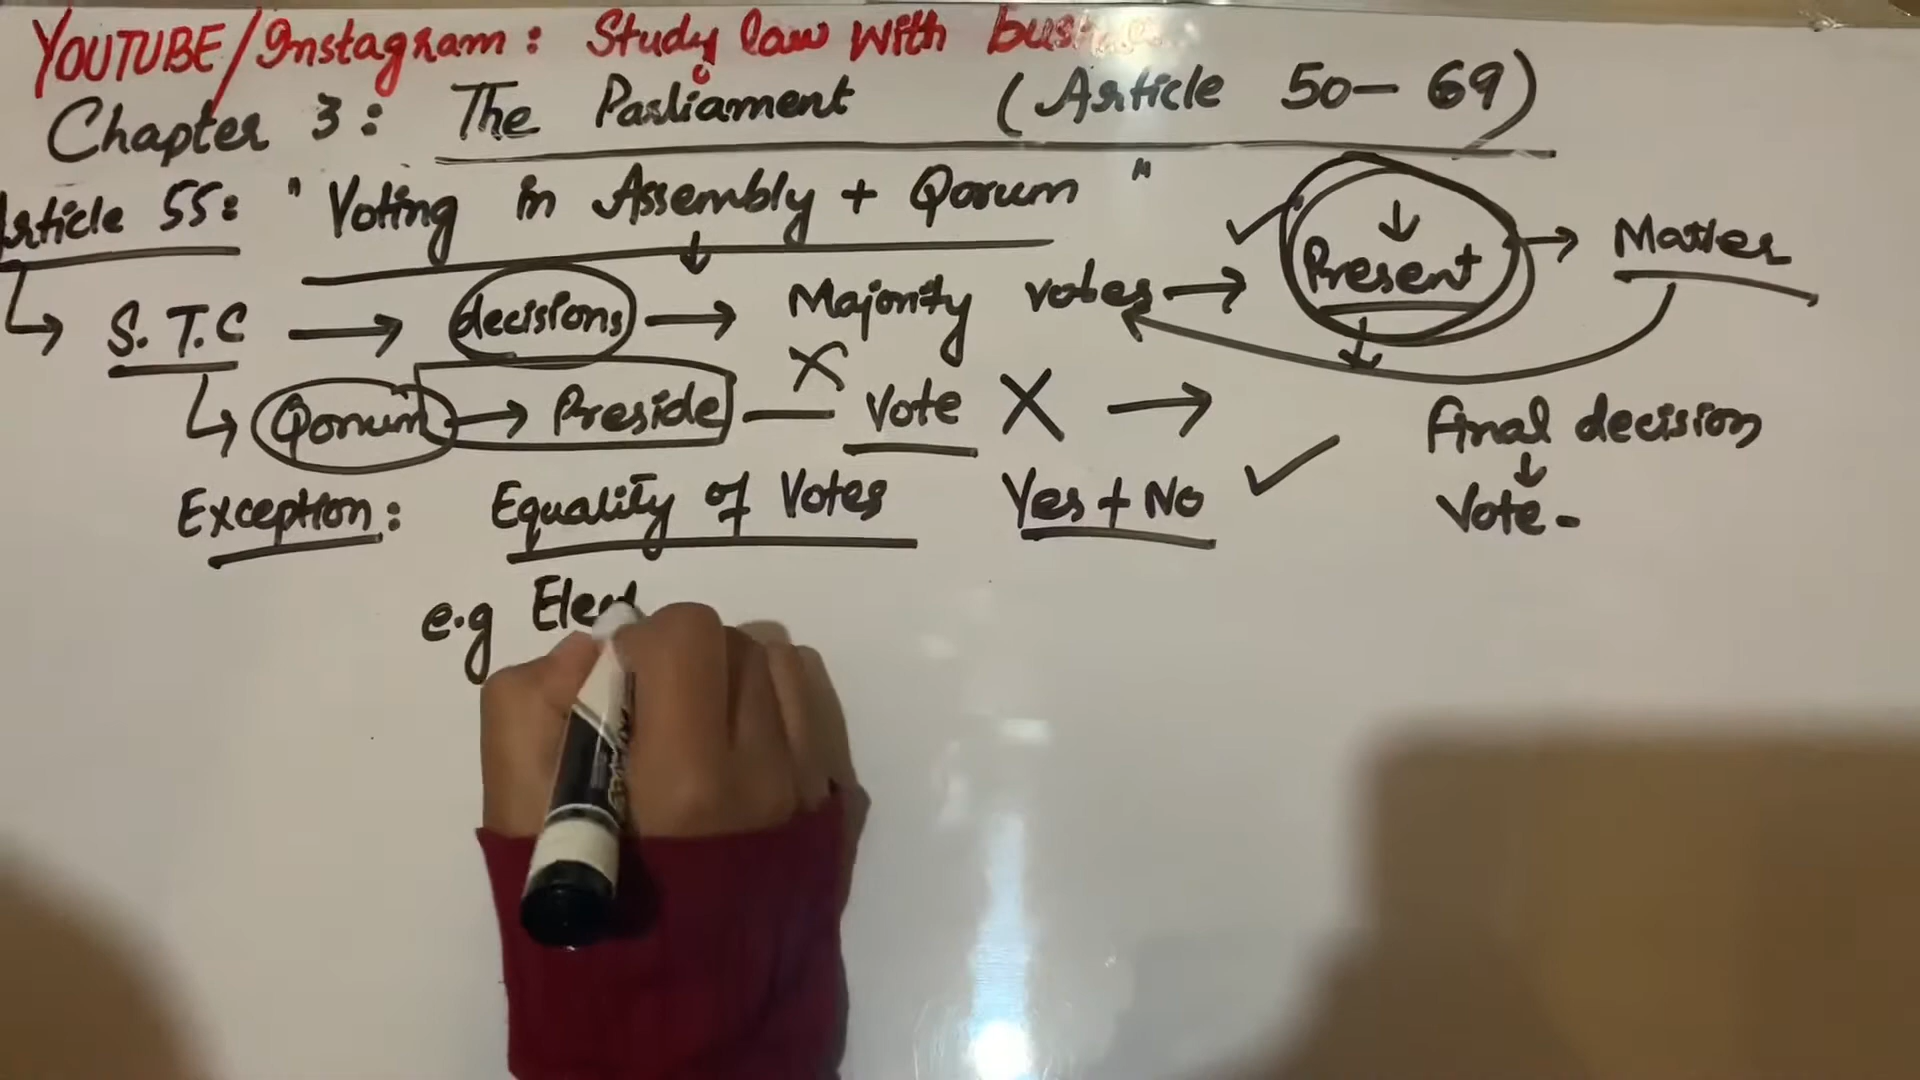 YOUTUBE/Instagram: Study law with
Chapter 3: The Parliament (Article 50-69)
Article 55: "Voting in Assembly + Qorum"
S.T.C → decisions → Majority votes → Present → Matter
Qorum → Preside — Vote X → Final decision
Exception: Equality of Votes Yes + No ✓ Vote -
e.g Elect